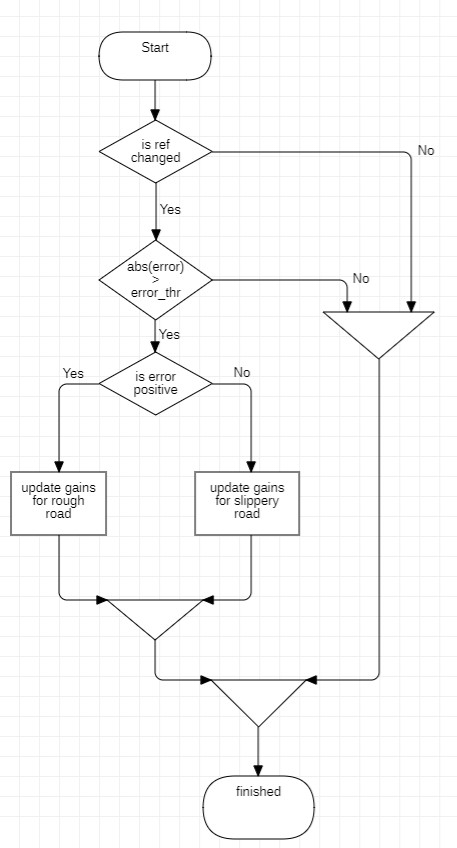 Start
is ref
changed
No
Yes
abs(error)
>
error_thr
No
Yes
is error
positive
Yes
No
update gains
for rough
road
update gains
for slippery
road
finished